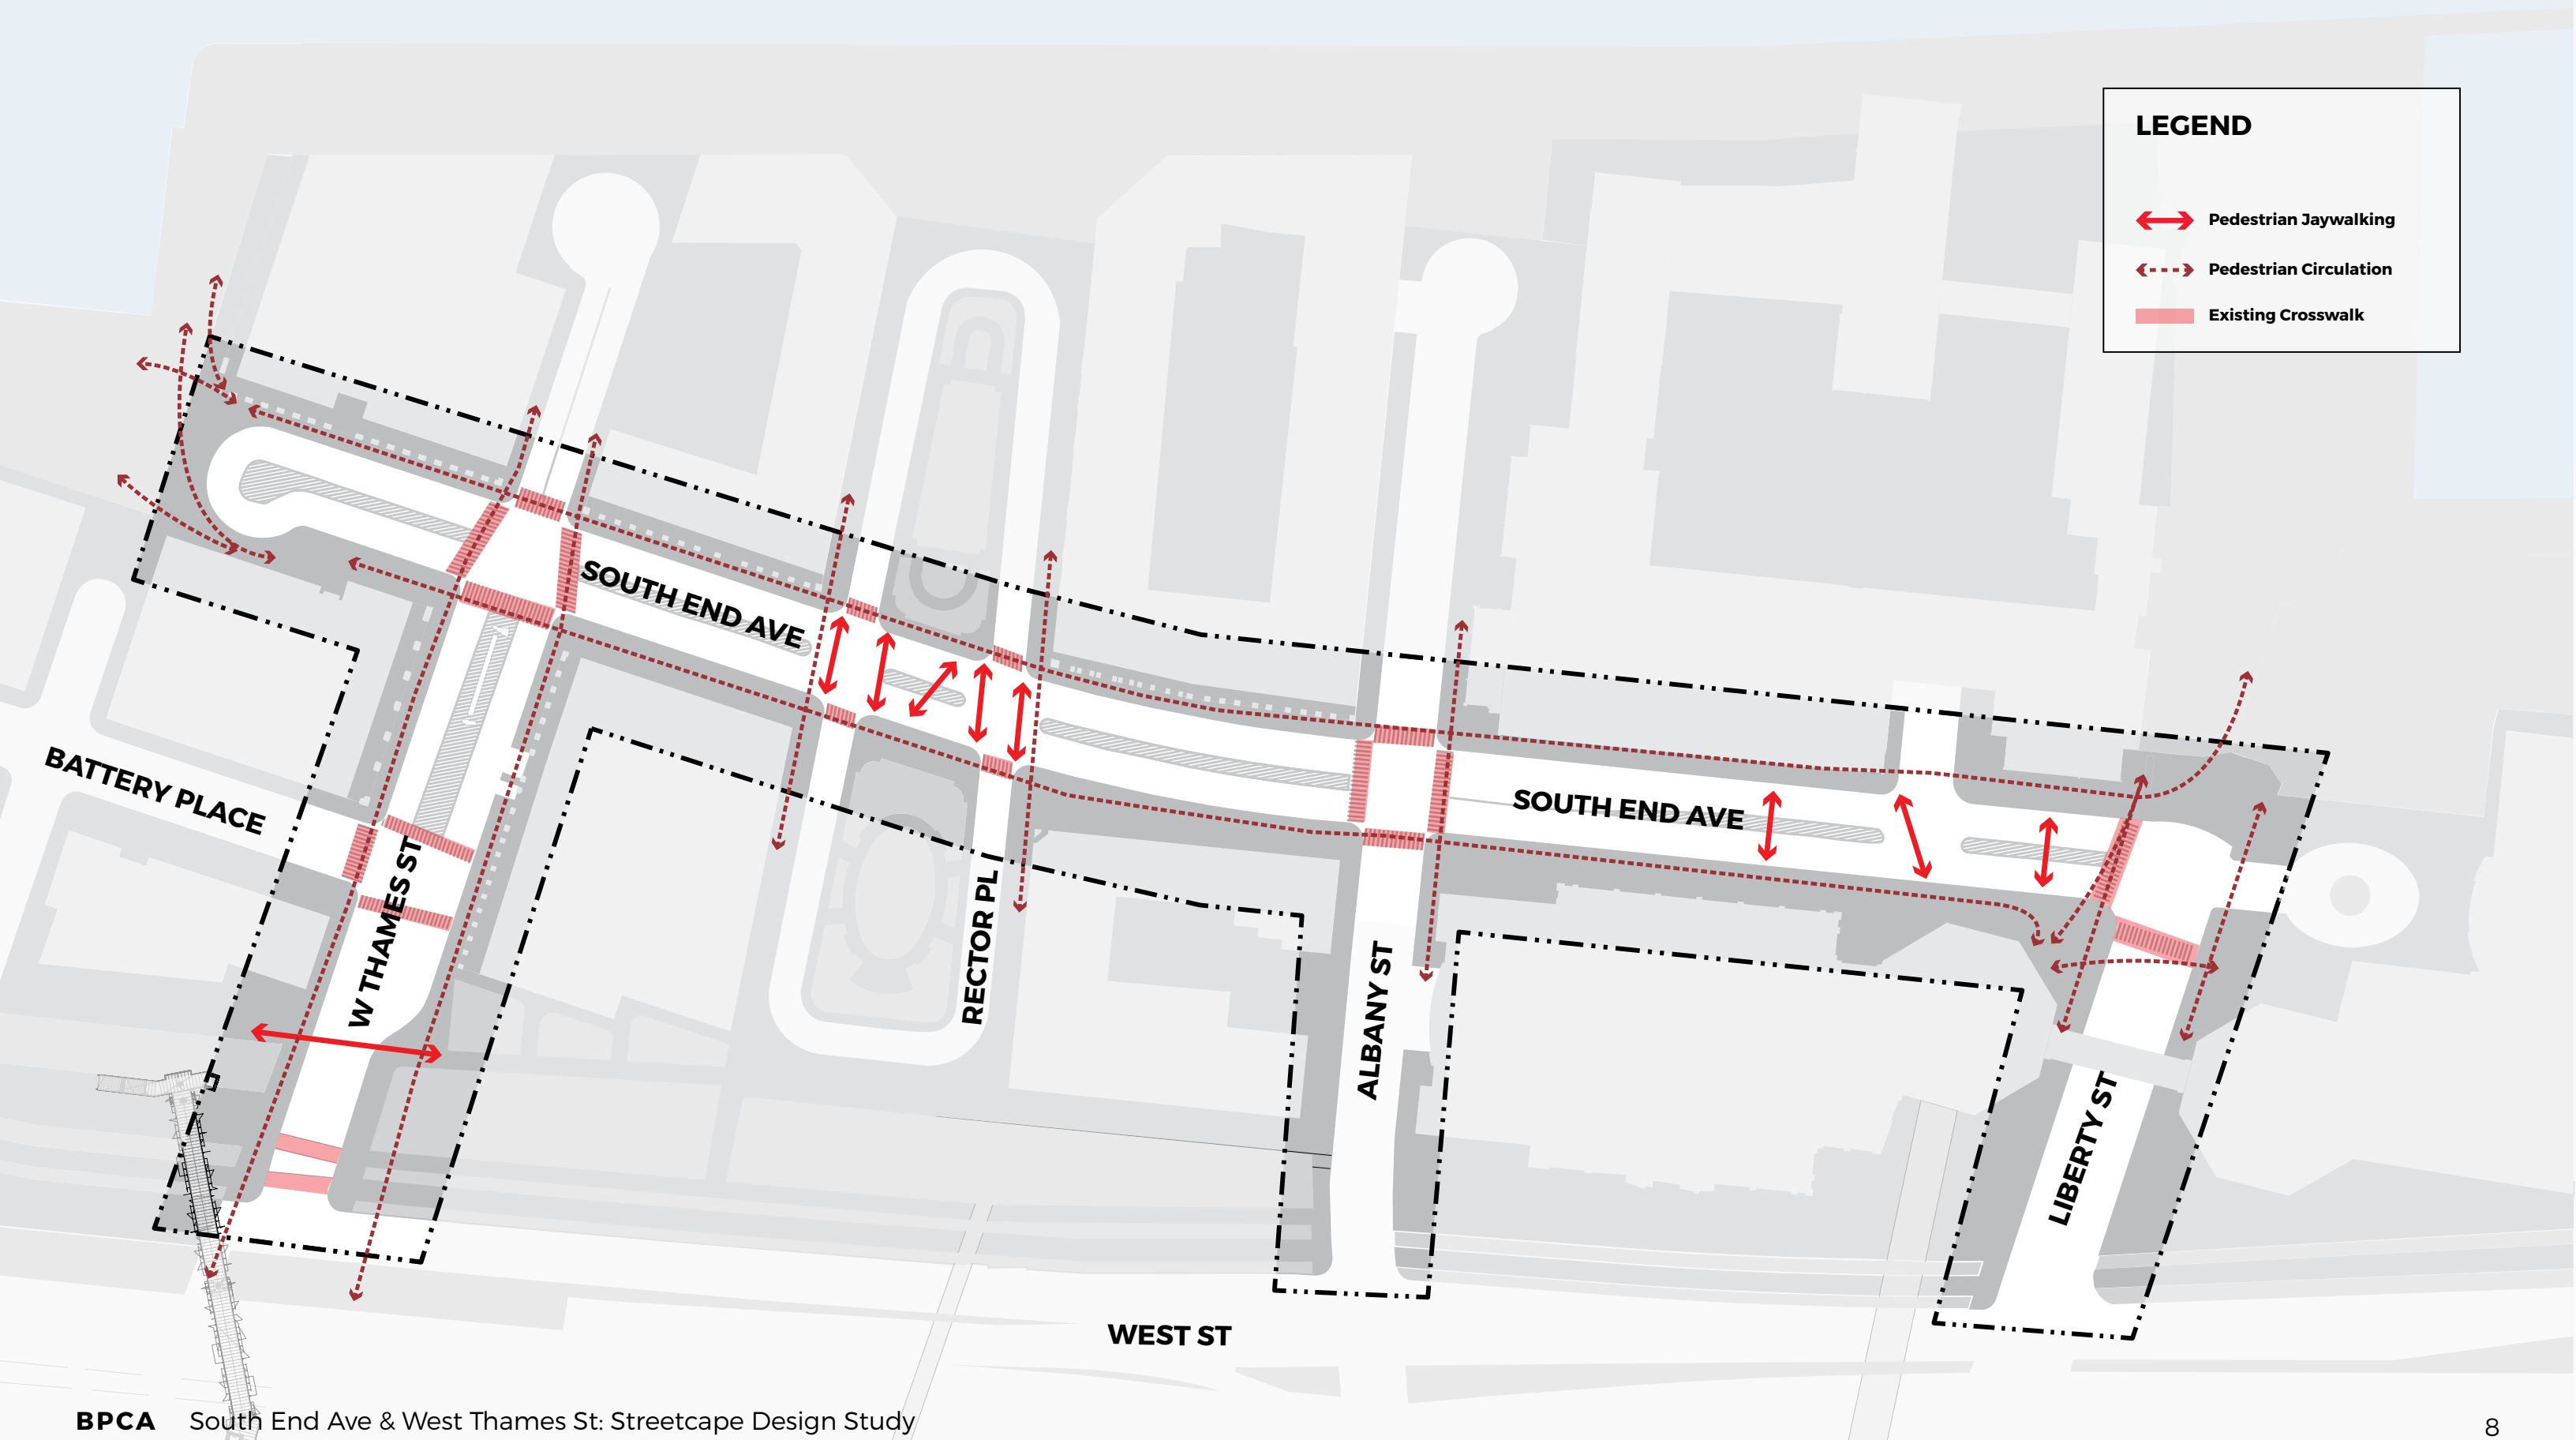 LEGEND
Pedestrian Jaywalking
Pedestrian Circulation
Existing Crosswalk
SOUTH END AVE
BATTERY PLACE
W THAMES ST
RECTOR PL
SOUTH END AVE
ALBANY ST
LIBERTY ST
WEST ST
BPCA South End Ave & West Thames St: Streetcape Design Study
8